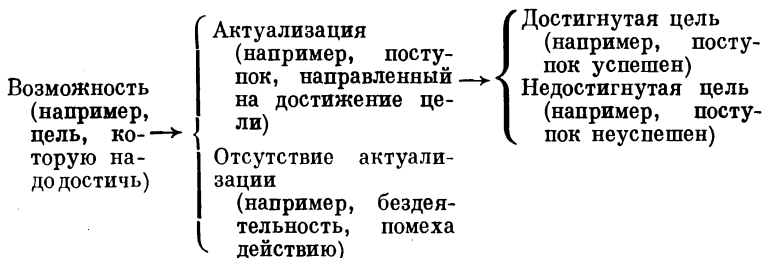 Возможность
(например,
цель, ко-
торую на-
до достичь)
Актуализация
(например, посту-
пок, направленный
на достижение це-
ли)
Отсутствие актуали-
зации
(например, бездея-
тельность, помеха
действию)
Достигнутая цель
(например, посту-
пок успешен)
Недостигнутая цель
(например, посту-
пок неуспешен)